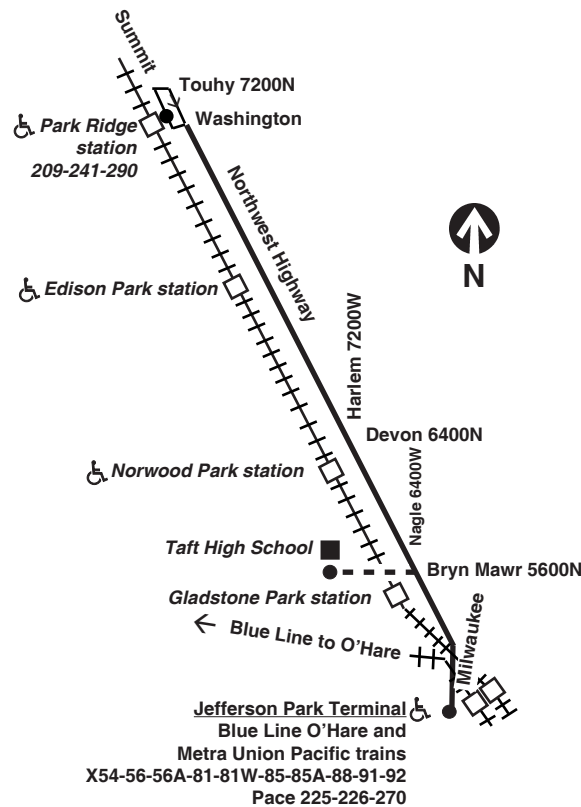 Summit
Touhy 7200N
Washington
Park Ridge
station
209-241-290
Northwest Highway
N
Edison Park station
Harlem 7200W
Devon 6400N
Nagle 6400W
Norwood Park station
Taft High School
Bryn Mawr 5600N
Gladstone Park station
Milwaukee
Blue Line to O'Hare
Jefferson Park Terminal
Blue Line O'Hare and
Metra Union Pacific trains
X54-56-56A-81-81W-85-85A-88-91-92
Pace 225-226-270